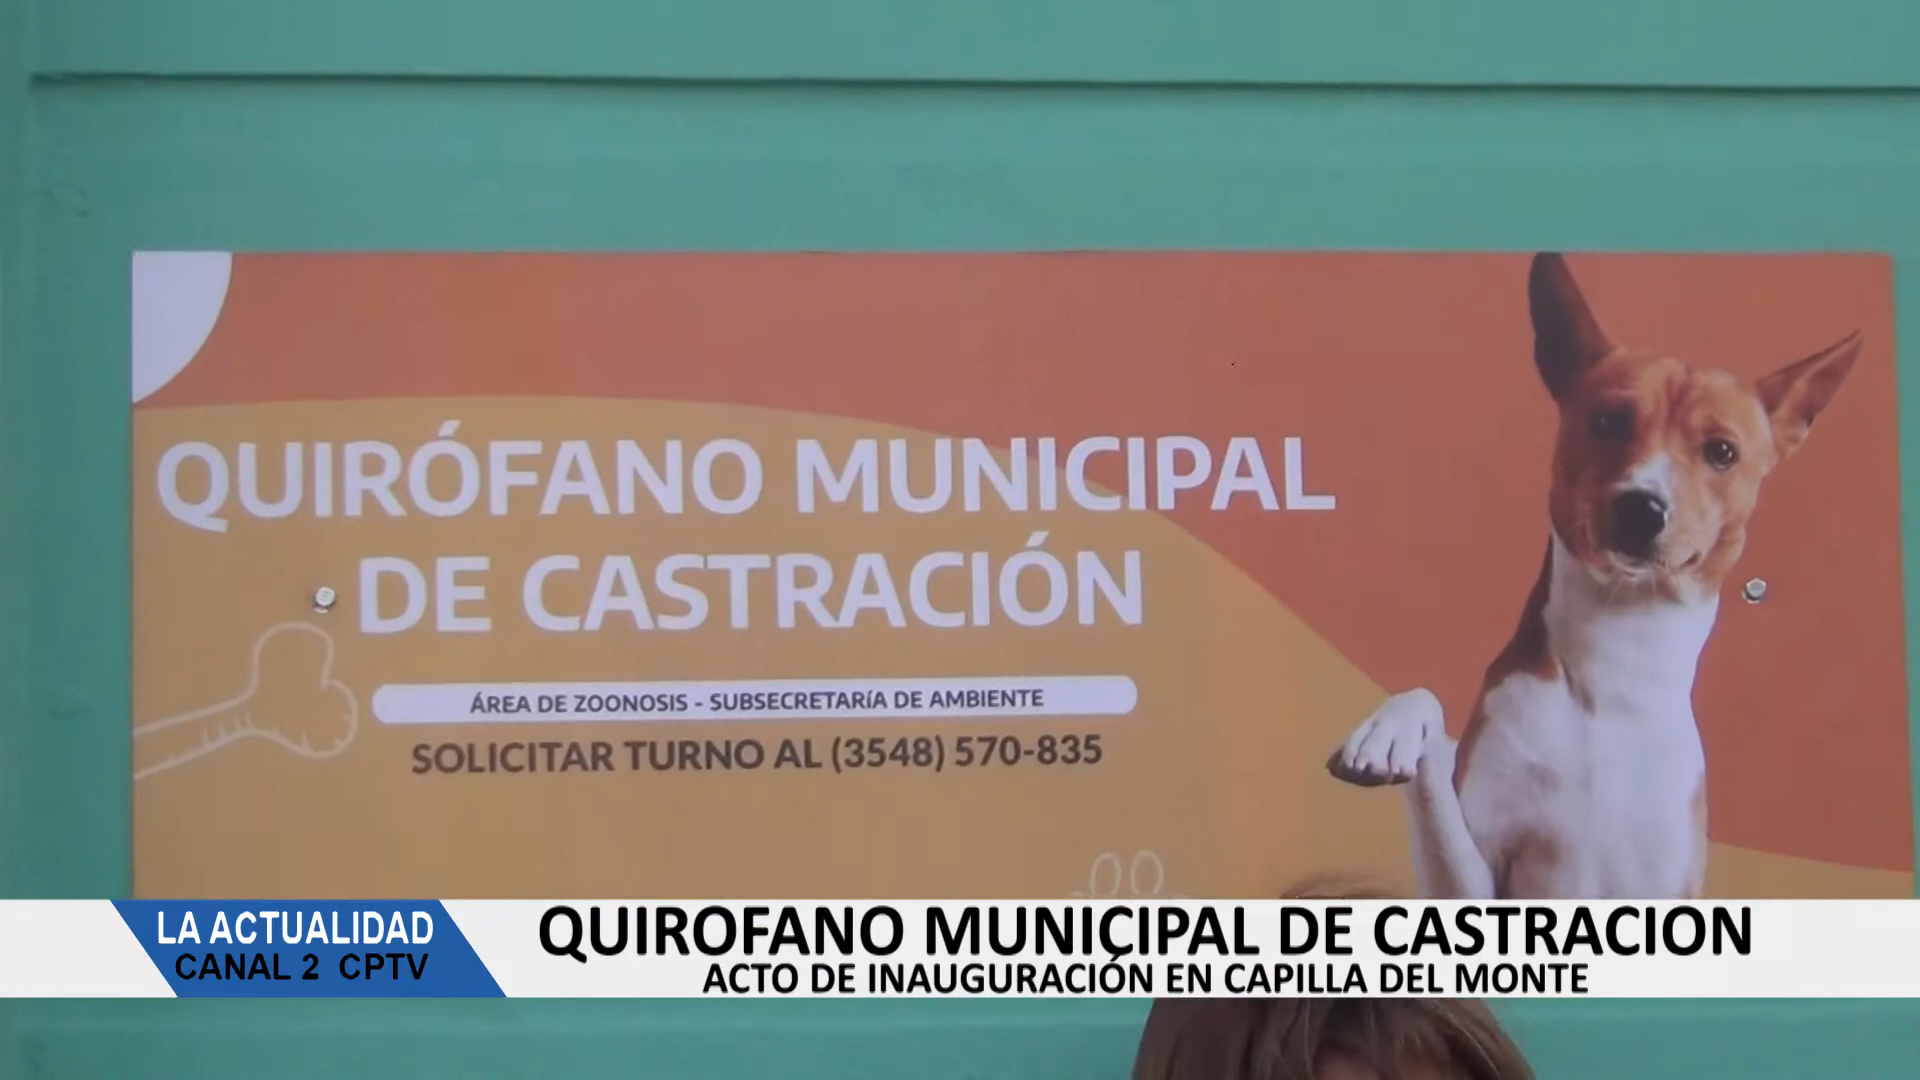 QUIRÓFANO MUNICIPAL
DE CASTRACIÓN
ÁREA DE ZOONOSIS - SUBSECRETARíA DE AMBIENTE
SOLICITAR TURNO AL (3548) 570-835
LA ACTUALIDAD
CANAL 2 CPTV
QUIROFANO MUNICIPAL DE CASTRACION
ACTO DE INAUGURACIÓN EN CAPILLA DEL MONTE